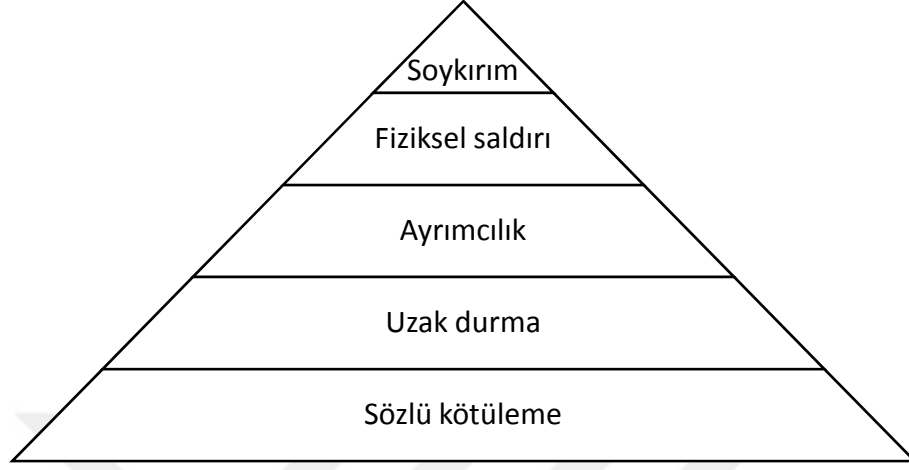 Soykırım
Fiziksel saldırı
Ayrımcılık
Uzak durma
Sözlü kötüleme